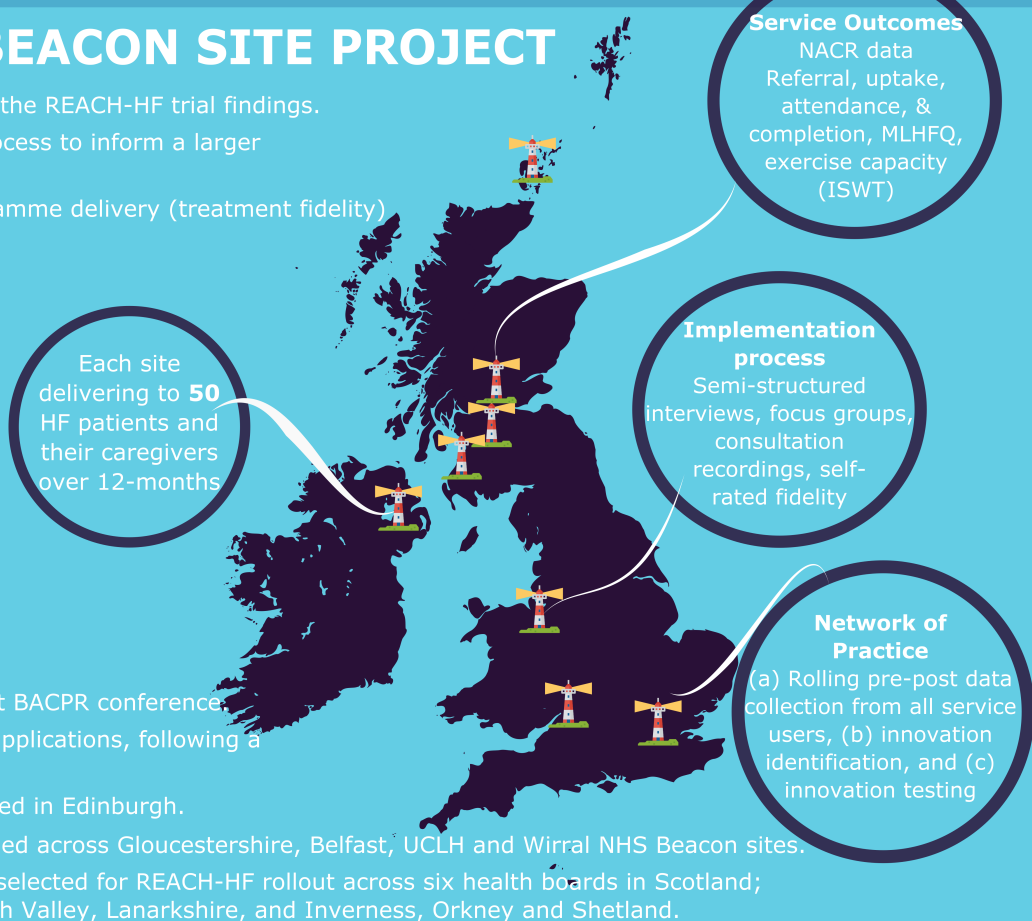 BEACON SITE PROJECT
the REACH-HF trial findings.
ocess to inform a larger
amme delivery (treatment fidelity)
Service Outcomes
NACR data
Referral, uptake,
attendance, &
completion, MLHFQ,
exercise capacity
(ISWT)
Each site
delivering to 50
HF patients and
their caregivers
over 12-months
Implementation
process
Semi-structured
interviews, focus groups,
consultation
recordings, self-
rated fidelity
Network of
Practice
(a) Rolling pre-post data
collection from all service
users, (b) innovation
identification, and (c)
innovation testing
t BACPR conference.
pplications, following a
ed in Edinburgh.
ed across Gloucestershire, Belfast, UCLH and Wirral NHS Beacon sites.
selected for REACH-HF rollout across six health boards in Scotland;
h Valley, Lanarkshire, and Inverness, Orkney and Shetland.